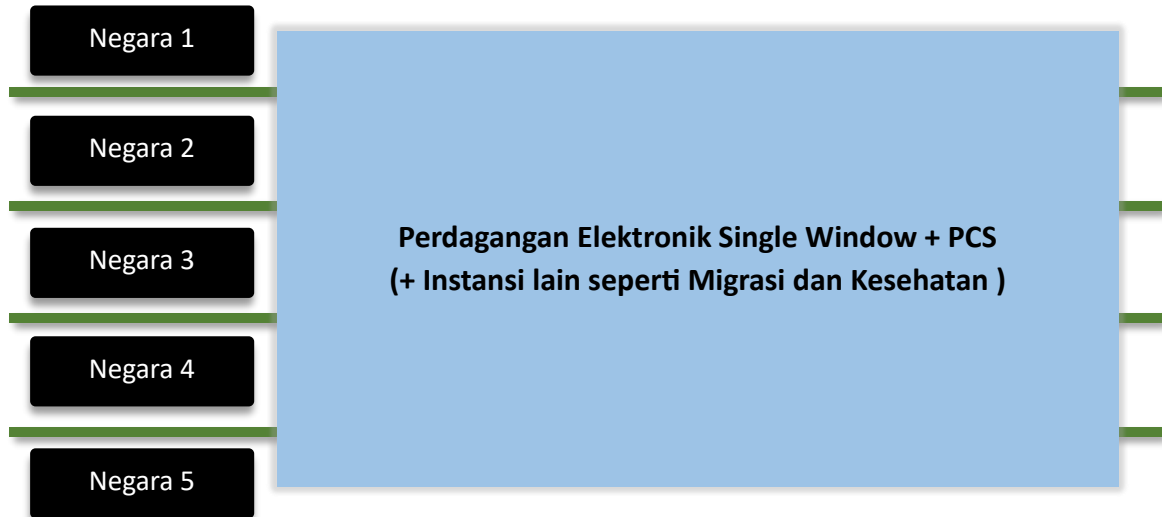 Negara 1
Negara 2
Negara 3
Negara 4
Negara 5
Perdagangan Elektronik Single Window + PCS
(+ Instansi lain seperti Migrasi dan Kesehatan )